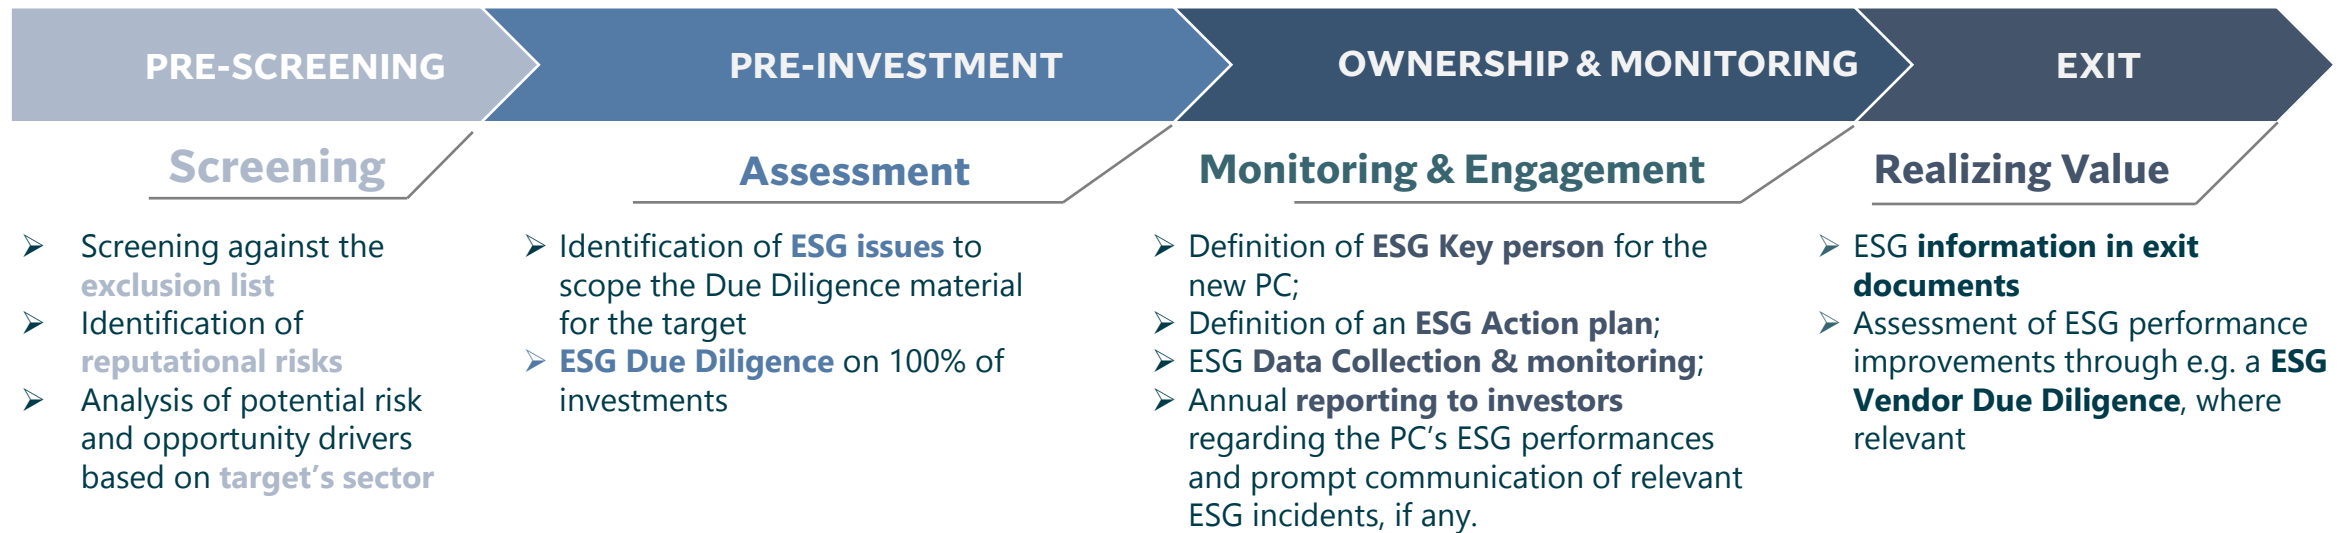 PRE-SCREENING
PRE-INVESTMENT
OWNERSHIP & MONITORING
EXIT
Screening
➢ Screening against the
exclusion list
➢ Identification of
reputational risks
➢ Analysis of potential risk
and opportunity drivers
based on target’s sector
Assessment
➢ Identification of ESG issues to
scope the Due Diligence material
for the target
➢ ESG Due Diligence on 100% of
investments
Monitoring & Engagement
➢ Definition of ESG Key person for the
new PC;
➢ Definition of an ESG Action plan;
➢ ESG Data Collection & monitoring;
➢ Annual reporting to investors
regarding the PC’s ESG performances
and prompt communication of relevant
ESG incidents, if any.
Realizing Value
➢ ESG information in exit
documents
➢ Assessment of ESG performance
improvements through e.g. a ESG
Vendor Due Diligence, where
relevant